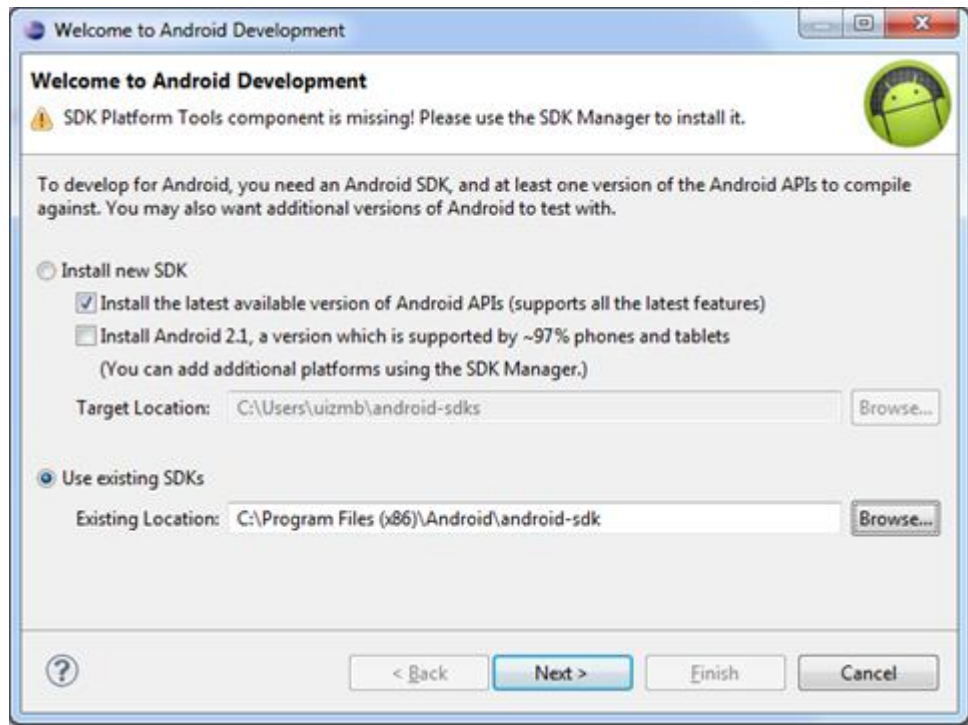 Welcome to Android Development
Welcome to Android Development
SDK Platform Tools component is missing! Please use the SDK Manager to install it.
To develop for Android, you need an Android SDK, and at least one version of the Android APIs to compile
against. You may also want additional versions of Android to test with.
Install new SDK
Install the latest available version of Android APIs (supports all the latest features)
Install Android 2.1, a version which is supported by ~97% phones and tablets
(You can add additional platforms using the SDK Manager.)
Target Location: C:\Users\uizmb\android-sdks Browse...
Use existing SDKs
Existing Location: C:\Program Files (x86)\Android\android-sdk Browse...
? < Back Next > Finish Cancel